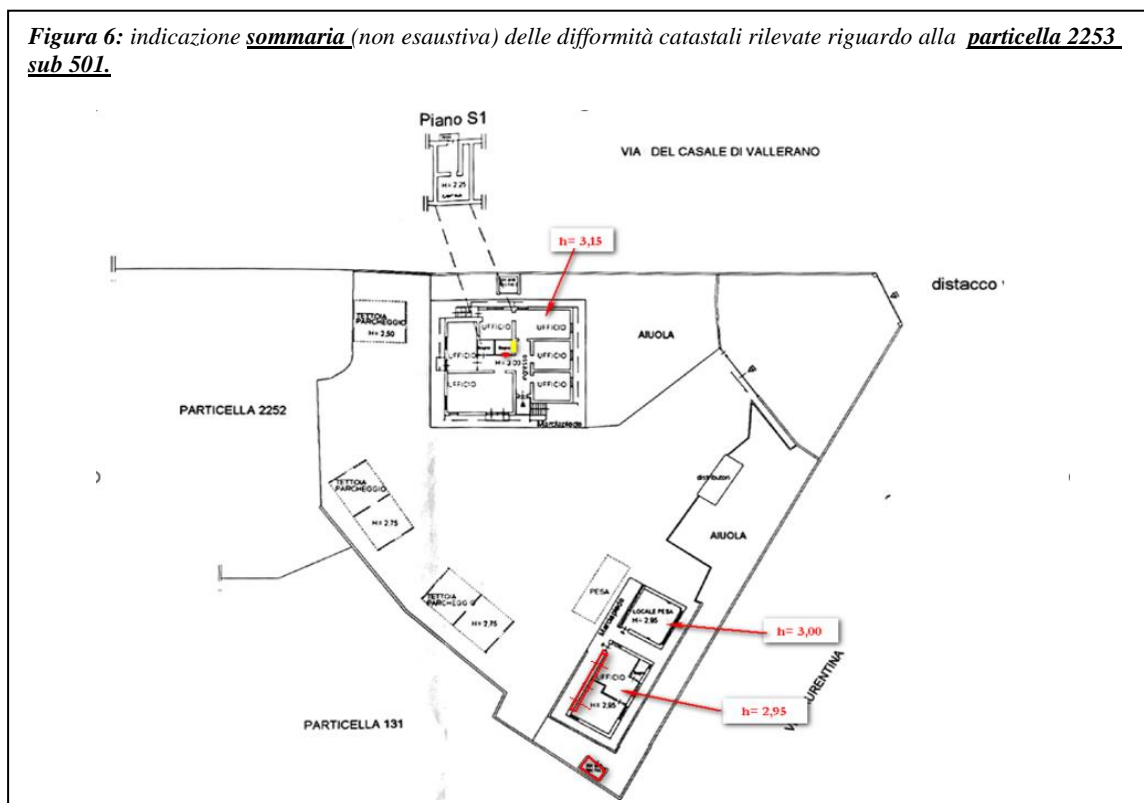 Figura 6: indicazione sommaria (non esaustiva) delle difformità catastali rilevate riguardo alla particella 2253
sub 501.
Piano S1
VIA DEL CASALE DI VALLERANO
H= 2.25
h= 3,15
distacco
TETTOIA
PARCHEGGIO
H= 2.50
UFFICIO
UFFICIO
AIUOLA
UFFICIO
UFFICIO
H= 3.00
UFFICIO
UFFICIO
PARTICELLA 2252
Marciapiede
TETTOIA
PARCHEGGIO
H= 2.75
distributori
AIUOLA
PESA
TETTOIA
PARCHEGGIO
H= 2.75
Marciapiede
LOCALE PESA
H= 2.95
h= 3,00
UFFICIO
H= 2.95
h= 2,95
PARTICELLA 131